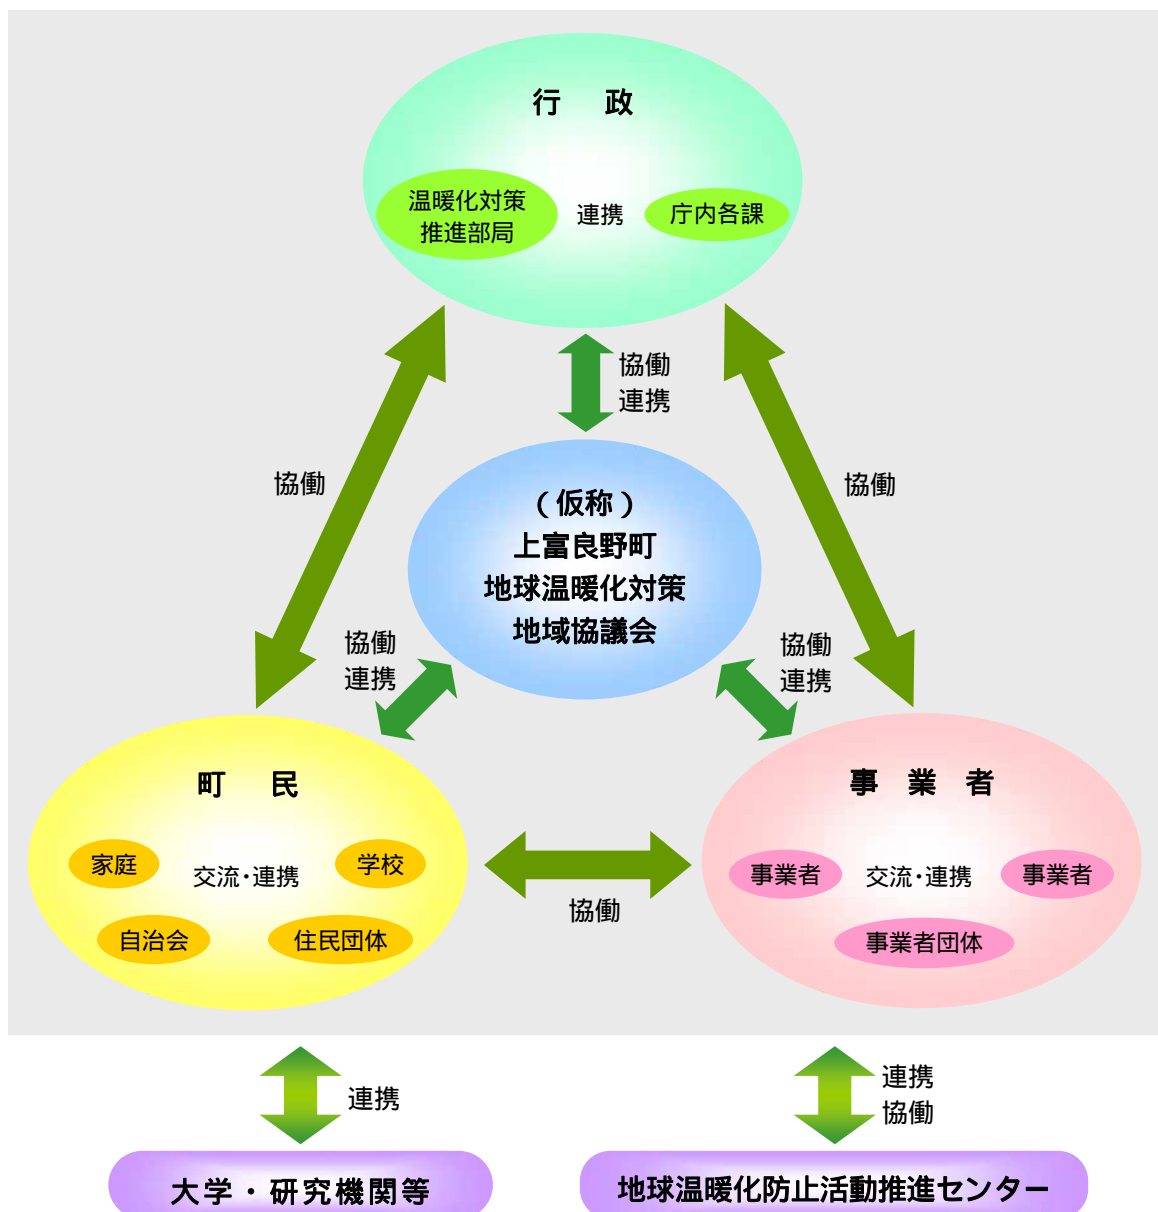 行　政
温暖化対策
推進部局
連携
庁内各課
協働
連携
協働
協働
（仮称）
上富良野町
地球温暖化対策
地域協議会
協働
連携
協働
連携
町　民
家庭
交流・連携
学校
自治会
住民団体
協働
事　業　者
事業者
交流・連携
事業者
事業者団体
連携
連携
協働
大学・研究機関等
地球温暖化防止活動推進センター